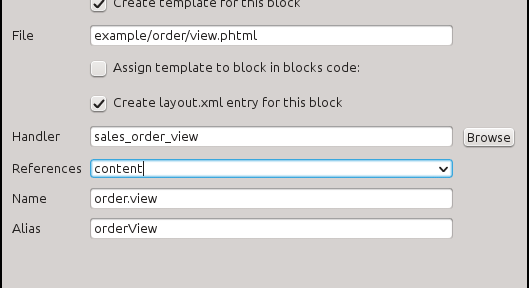 Create template for this block
File example/order/view.phtml
Assign template to block in blocks code:
Create layout.xml entry for this block
Handler sales_order_view Browse
References content
Name order.view
Alias orderView